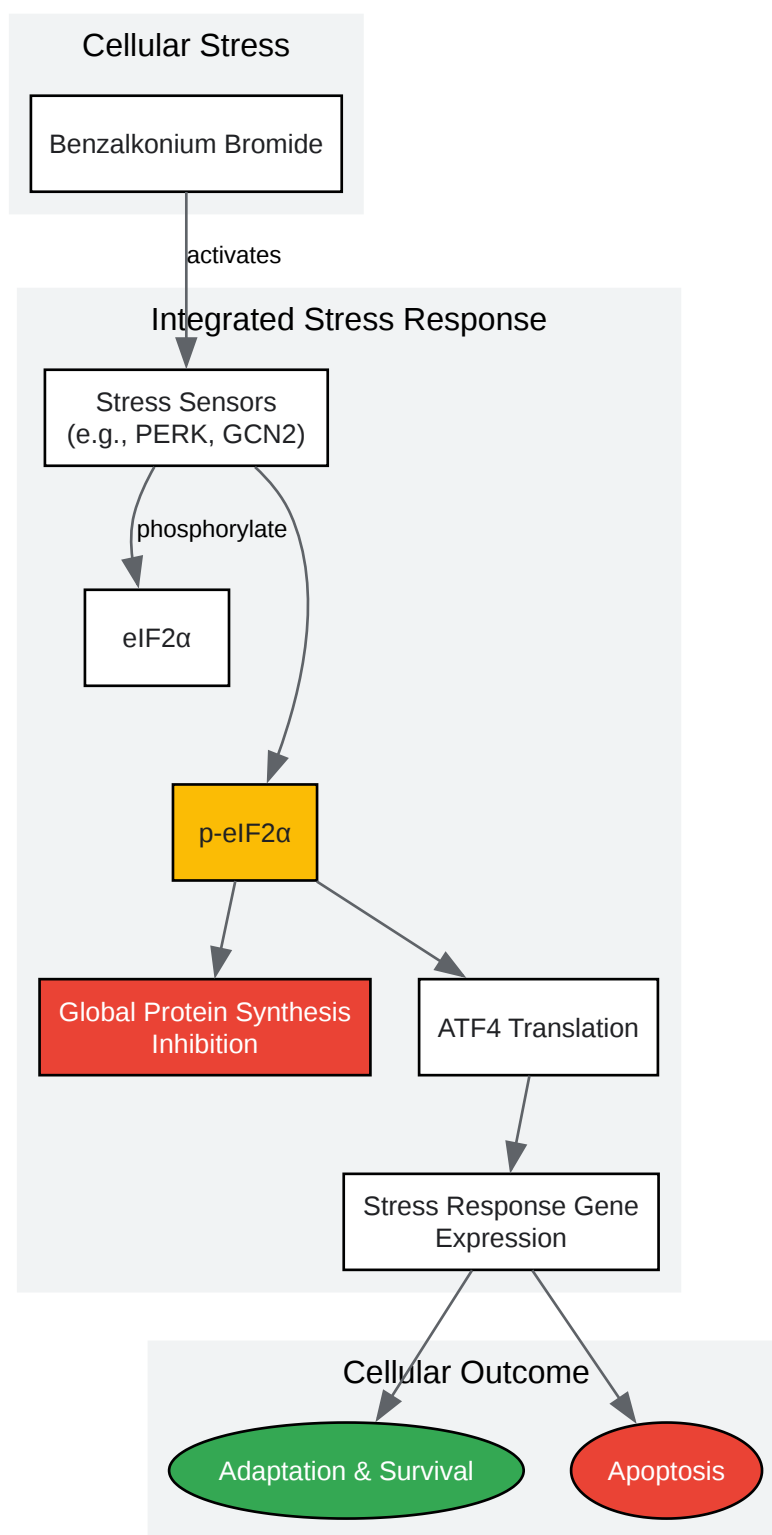 Cellular Stress
Benzalkonium Bromide
activates
Integrated Stress Response
Stress Sensors
(e.g., PERK, GCN2)
phosphorylate
eIF2α
p-eIF2α
Global Protein Synthesis
Inhibition
ATF4 Translation
Stress Response Gene
Expression
Cellular Outcome
Adaptation & Survival
Apoptosis